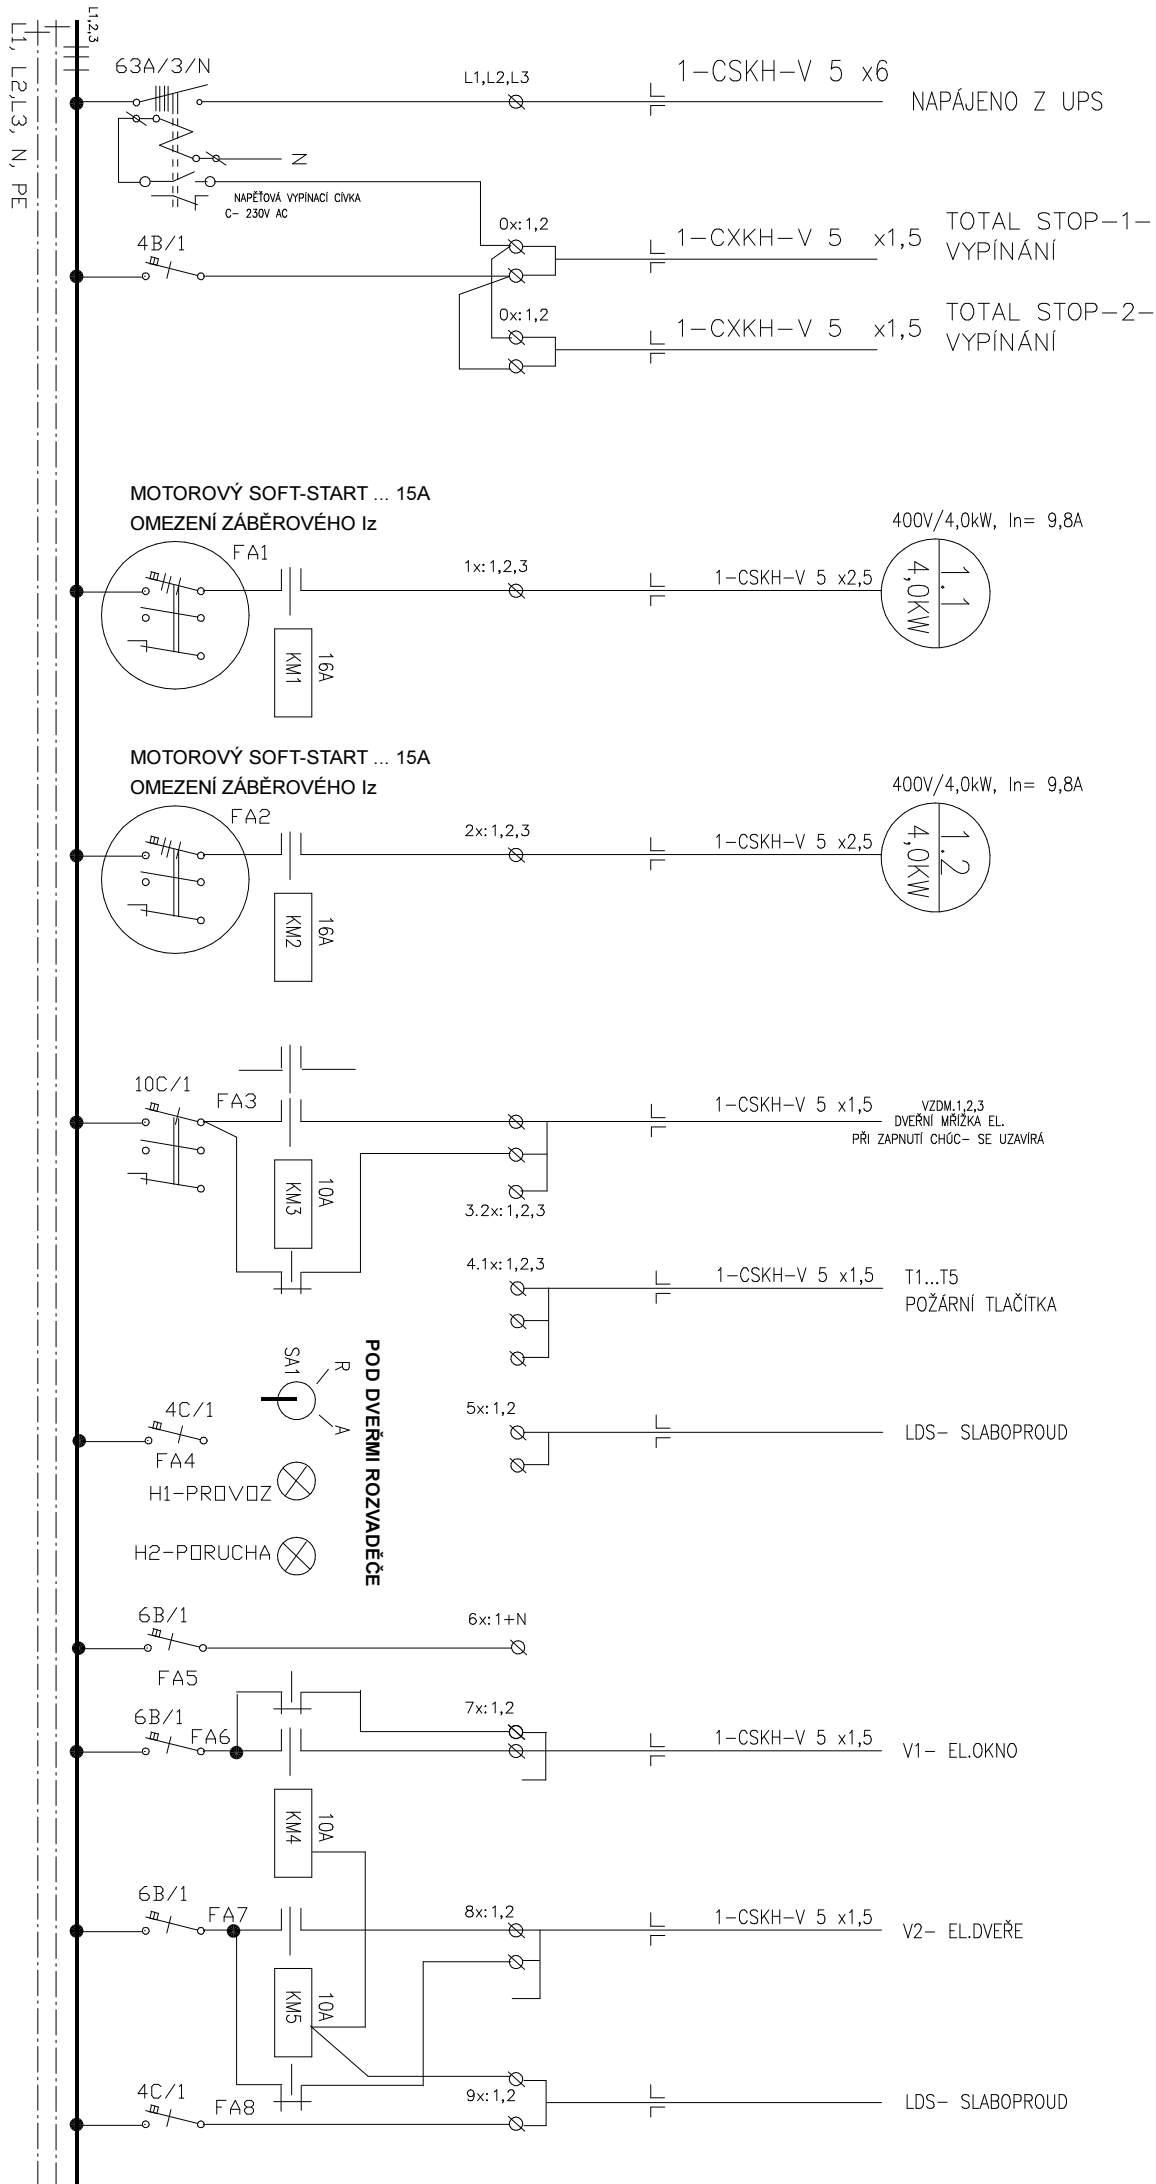 L1,2,3
L1, L2,L3, N, PE
63A/3/N
L1,L2,L3
1-CSKH-V 5 x6
NAPÁJENO Z UPS
N
NAPĚŤOVÁ VYPÍNACÍ CÍVKA
C- 230V AC
4B/1
0x:1,2
1-CXKH-V 5 x1,5
TOTAL STOP-1-
VYPÍNÁNÍ
0x:1,2
1-CXKH-V 5 x1,5
TOTAL STOP-2-
VYPÍNÁNÍ
MOTOROVÝ SOFT-START ... 15A
OMEZENÍ ZÁBĚROVÉHO Iz
FA1
1x:1,2,3
1-CSKH-V 5 x2,5
400V/4,0kW, In= 9,8A
1.1
4,0KW
KM1
16A
MOTOROVÝ SOFT-START ... 15A
OMEZENÍ ZÁBĚROVÉHO Iz
FA2
2x:1,2,3
1-CSKH-V 5 x2,5
400V/4,0kW, In= 9,8A
1.2
4,0KW
KM2
16A
10C/1
FA3
1-CSKH-V 5 x1,5
VZDM.1,2,3
DVEŘNÍ MŘÍŽKA EL.
PŘI ZAPNUTÍ CHÚC- SE UZAVÍRÁ
KM3
10A
3.2x:1,2,3
4.1x:1,2,3
1-CSKH-V 5 x1,5
T1...T5
POŽÁRNÍ TLAČÍTKA
SA1
R
A
POD DVEŘMI ROZVADĚČE
4C/1
FA4
5x:1,2
LDS- SLABOPROUD
H1-PROVOZ
H2-PORUCHA
6B/1
FA5
6x:1+N
6B/1
FA6
7x:1,2
1-CSKH-V 5 x1,5
V1- EL.OKNO
KM4
10A
6B/1
FA7
8x:1,2
1-CSKH-V 5 x1,5
V2- EL.DVEŘE
KM5
10A
4C/1
FA8
9x:1,2
LDS- SLABOPROUD